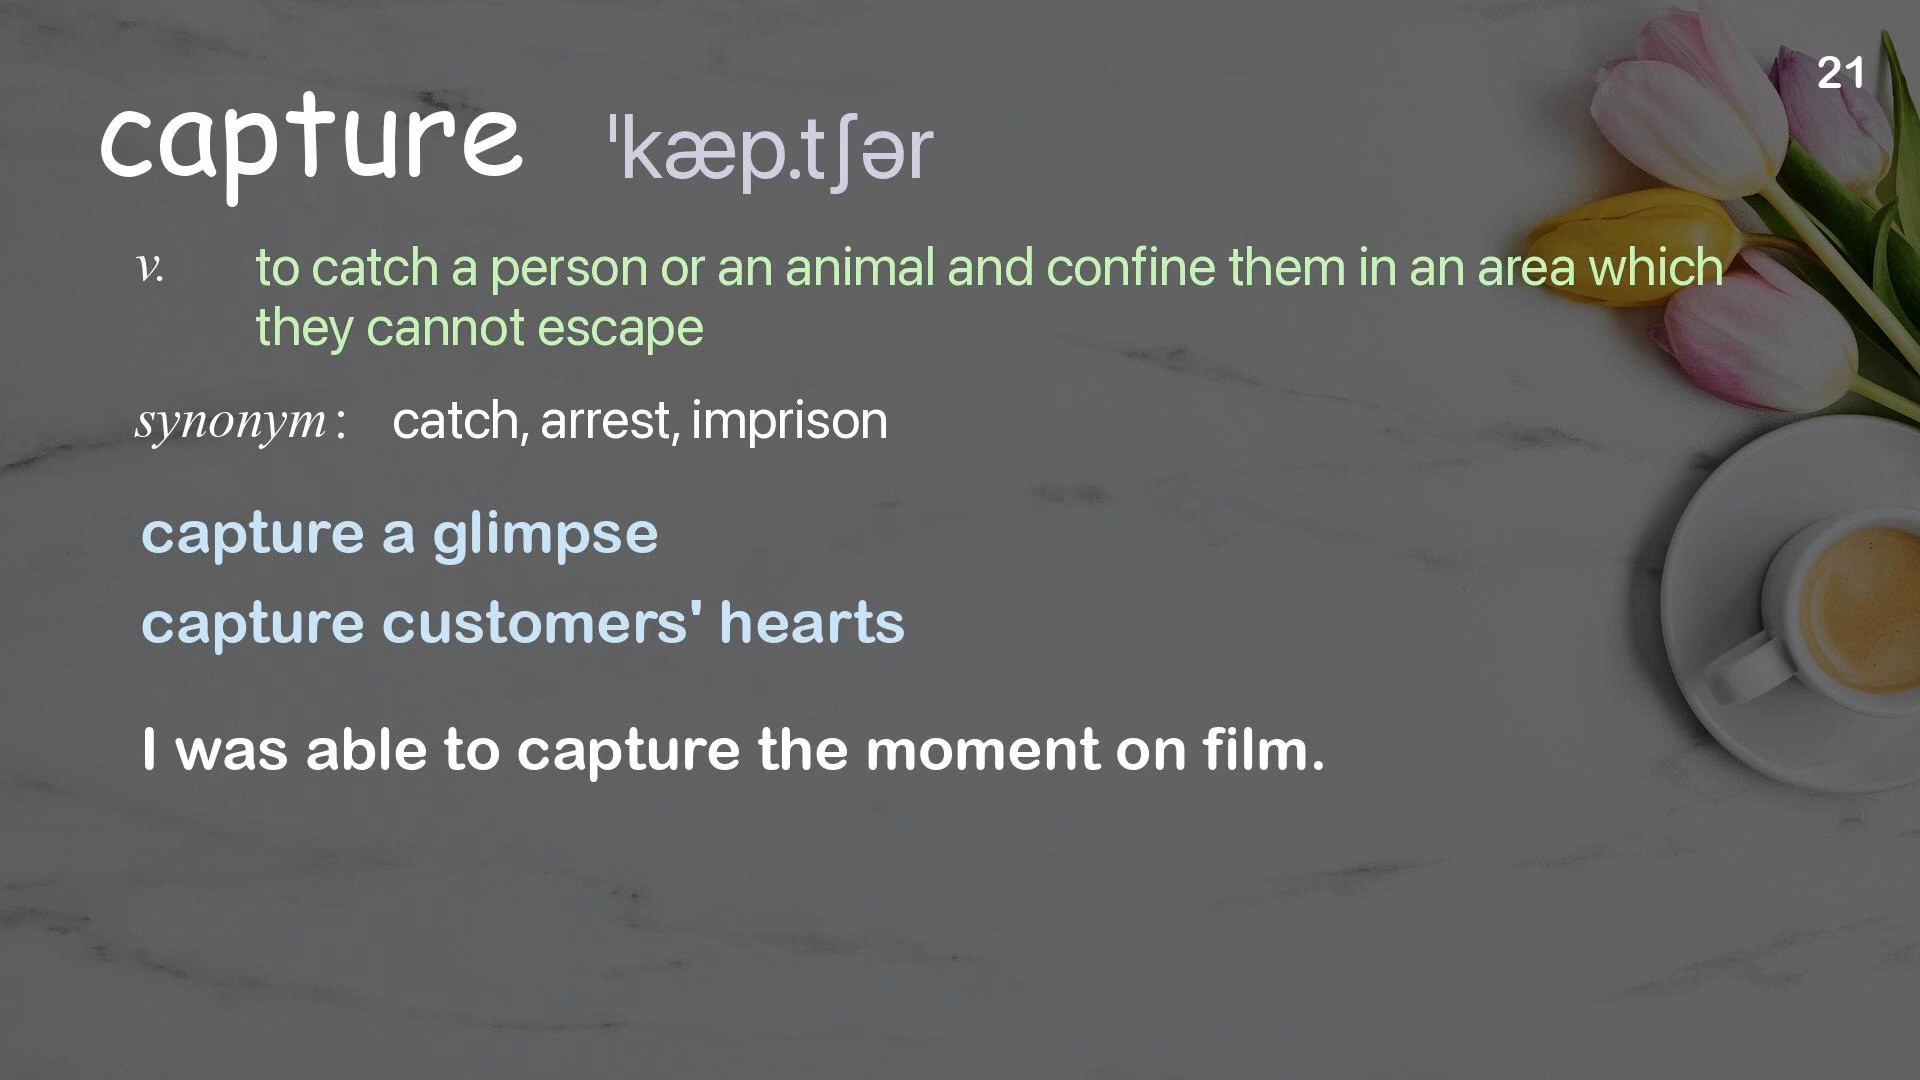 21
capture ˈkæp.tʃər
v. to catch a person or an animal and confine them in an area which
they cannot escape
synonym: catch, arrest, imprison
capture a glimpse
capture customers' hearts
I was able to capture the moment on film.